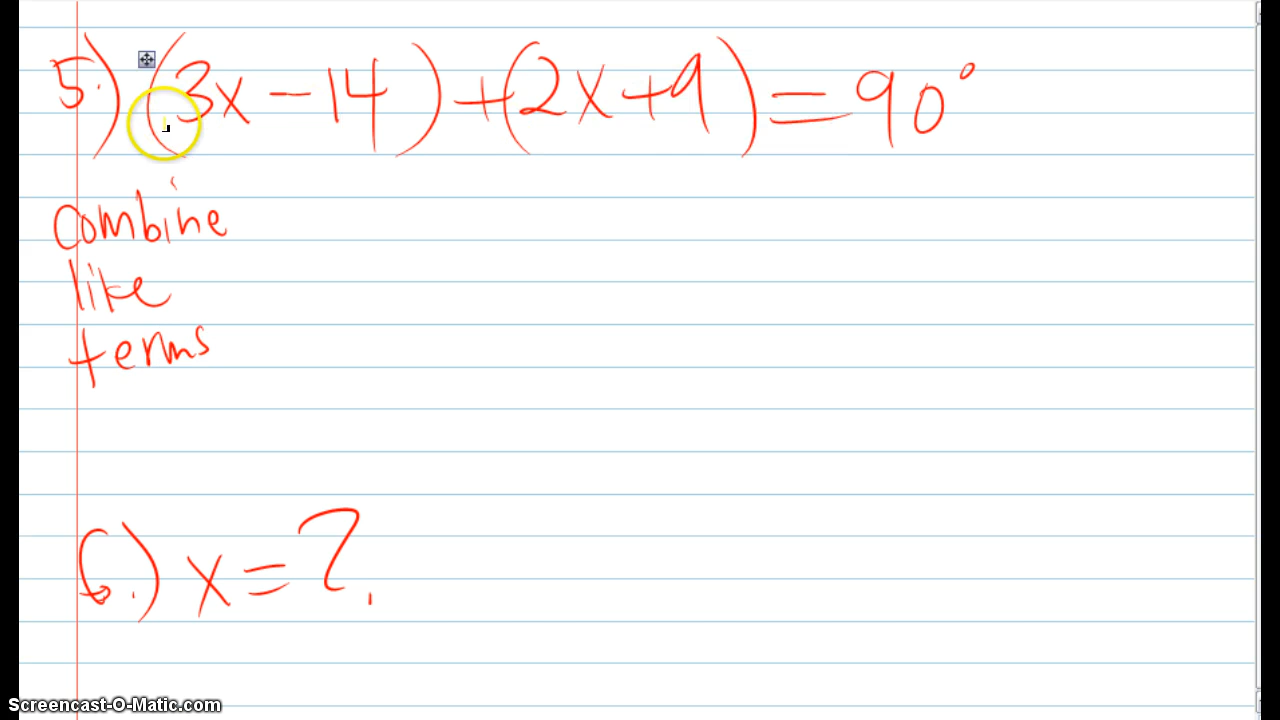 5.) (3x - 14) + (2x + 9) = 90°
combine
like
terms
6.) x = ?
Screencast-O-Matic.com